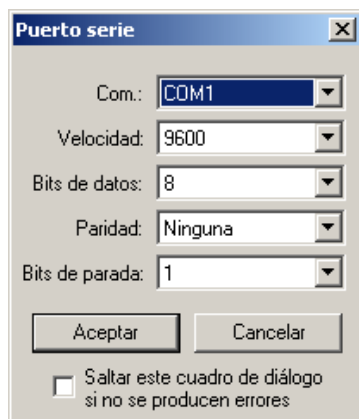 Puerto serie
Com.: COM1
Velocidad: 9600
Bits de datos: 8
Paridad: Ninguna
Bits de parada: 1
Aceptar Cancelar
Saltar este cuadro de diálogo
si no se producen errores